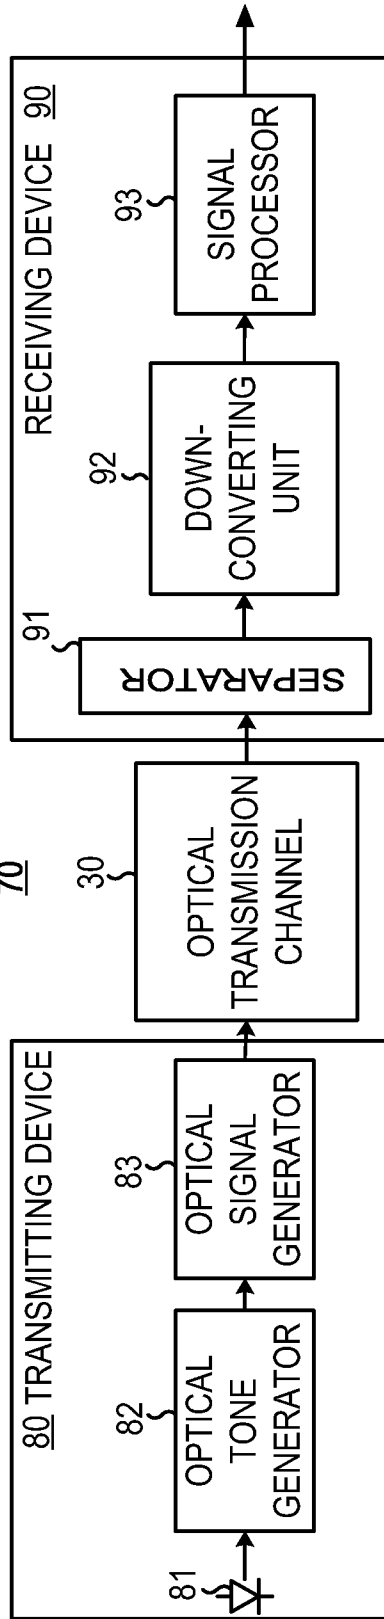 70
80 TRANSMITTING DEVICE
81
82
OPTICAL
TONE
GENERATOR
83
OPTICAL
SIGNAL
GENERATOR
30
OPTICAL
TRANSMISSION
CHANNEL
RECEIVING DEVICE 90
91
SEPARATOR
92
DOWN-
CONVERTING
UNIT
93
SIGNAL
PROCESSOR